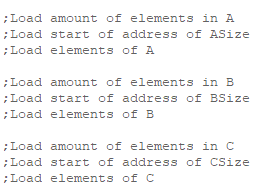 ;Load amount of elements in A
;Load start of address of ASize
;Load elements of A
;Load amount of elements in B
;Load start of address of BSize
;Load elements of B
;Load amount of elements in C
;Load start of address of CSize
;Load elements of C